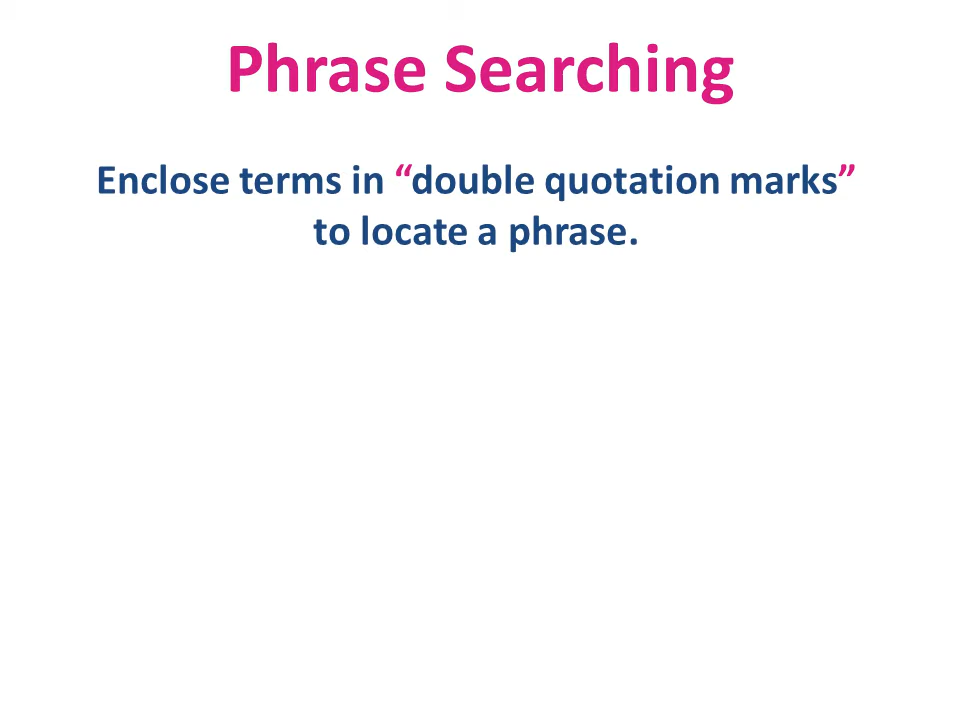 Phrase Searching
Enclose terms in “double quotation marks”
to locate a phrase.